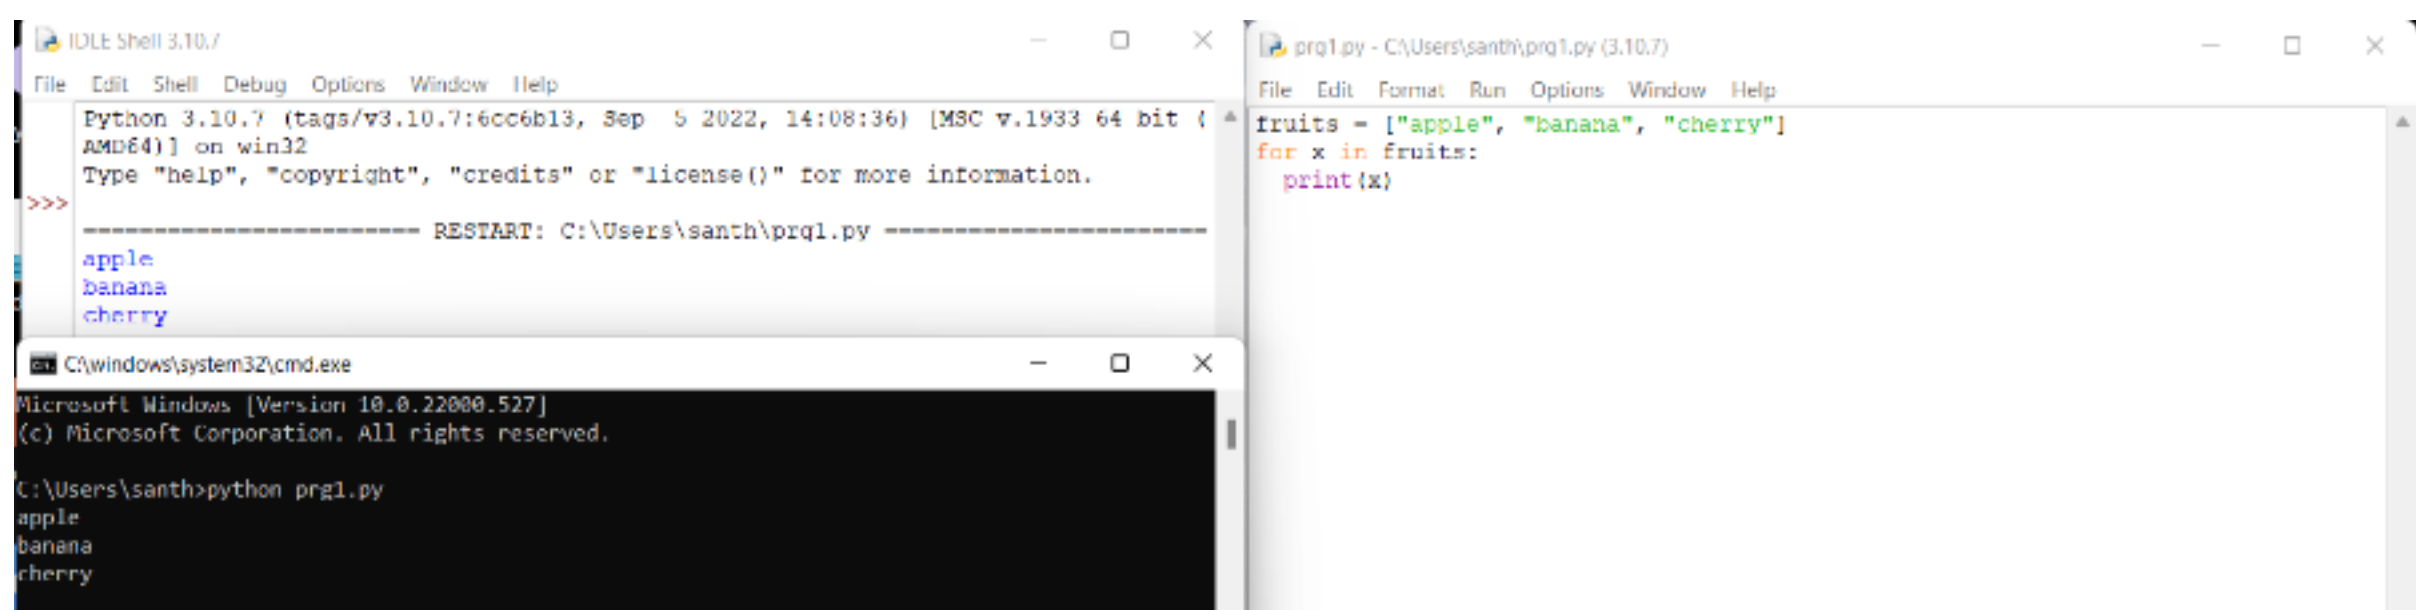 IDLE Shell 3.10.7
File Edit Shell Debug Options Window Help
Python 3.10.7 (tags/v3.10.7:6cc6b13, Sep  5 2022, 14:08:36) [MSC v.1933 64 bit (
AMD64)] on win32
Type "help", "copyright", "credits" or "license()" for more information.
>>>
======================== RESTART: C:\Users\santh\prg1.py =======================
apple
banana
cherry
C:\windows\system32\cmd.exe
Microsoft Windows [Version 10.0.22000.527]
(c) Microsoft Corporation. All rights reserved.
C:\Users\santh>python prg1.py
apple
banana
cherry
prg1.py - C:\Users\santh\prg1.py (3.10.7)
File Edit Format Run Options Window Help
fruits = ["apple", "banana", "cherry"]
for x in fruits:
  print(x)